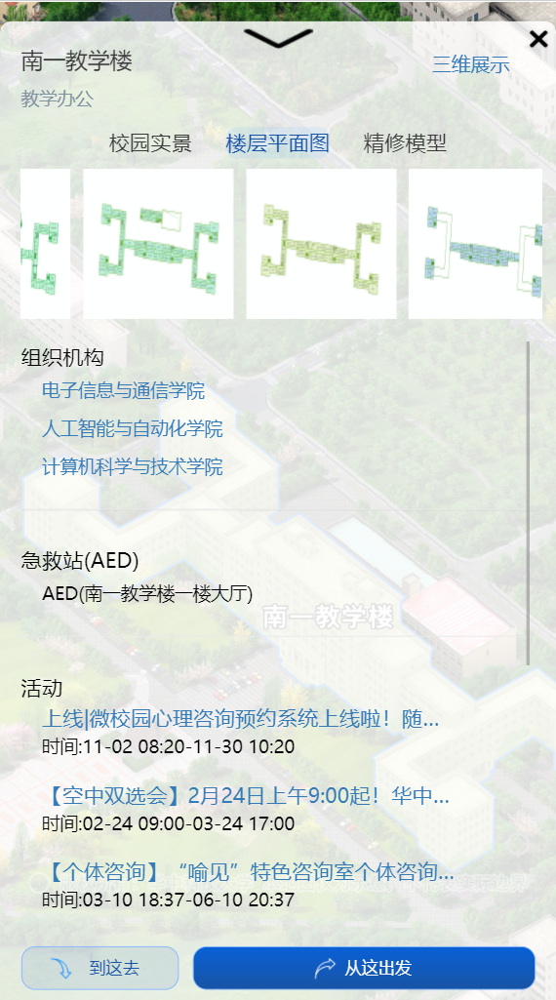 南一教学楼
三维展示
教学办公
校园实景
楼层平面图
精修模型
组织机构
电子信息与通信学院
人工智能与自动化学院
计算机科学与技术学院
急救站(AED)
AED(南一教学楼一楼大厅)
南一教学楼
活动
上线|微校园心理咨询预约系统上线啦！随...
时间:11-02 08:20-11-30 10:20
【空中双选会】2月24日上午9:00起！华中...
时间:02-24 09:00-03-24 17:00
【个体咨询】“喻见”特色咨询室个体咨询...
时间:03-10 18:37-06-10 20:37
到这去
从这出发